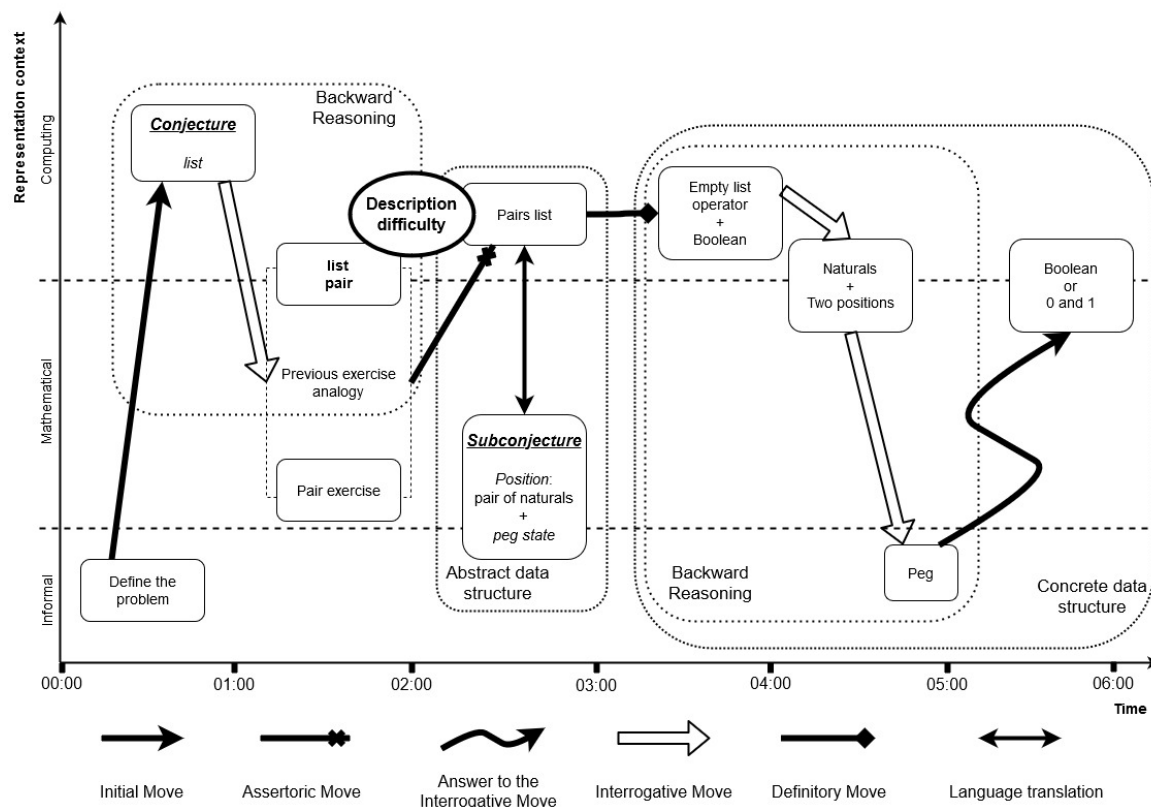 Representation context
Computing
Mathematical
Informal
Backward
Reasoning
Conjecture
list
Description
difficulty
list
pair
Previous exercise
analogy
Pair exercise
Define the
problem
Pairs list
Subconjecture
Position:
pair of naturals
+
peg state
Abstract data
structure
Empty list
operator
+
Boolean
Naturals
+
Two positions
Boolean
or
0 and 1
Peg
Backward
Reasoning
Concrete data
structure
00:00
01:00
02:00
03:00
04:00
05:00
06:00
Time
Initial Move
Assertoric Move
Answer to the
Interrogative Move
Interrogative Move
Definitory Move
Language translation